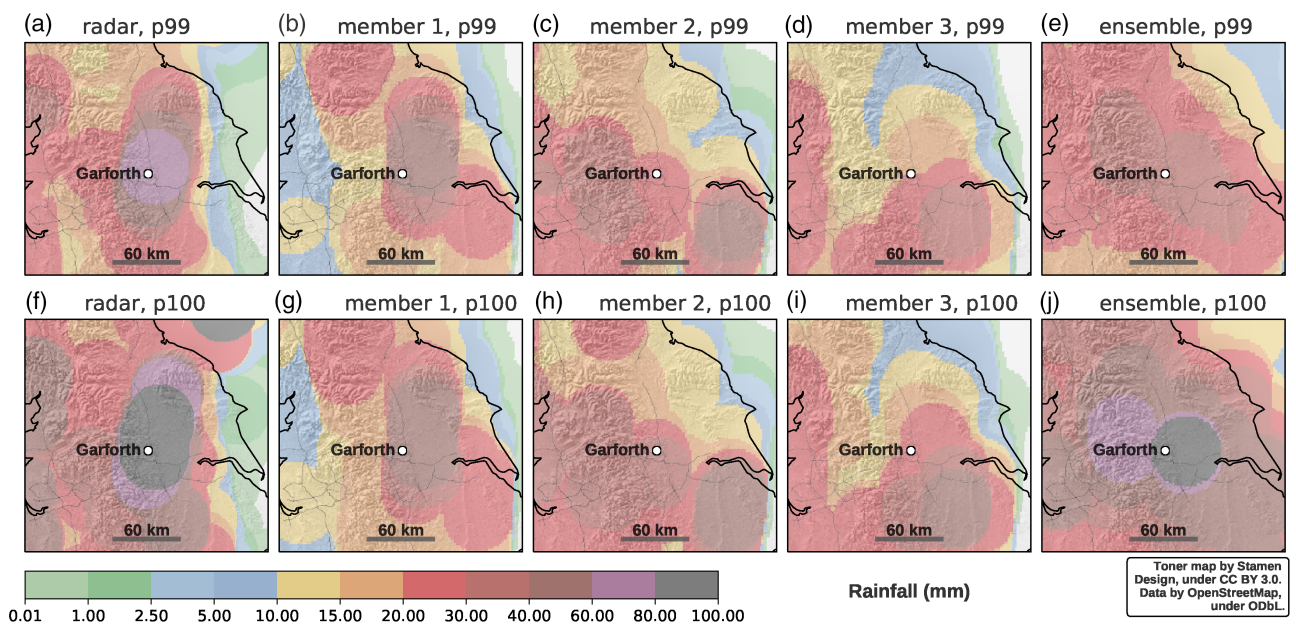 (a) radar, p99
(b) member 1, p99
(c) member 2, p99
(d) member 3, p99
(e) ensemble, p99
Garforth
60 km
Garforth
60 km
Garforth
60 km
Garforth
60 km
Garforth
60 km
(f) radar, p100
(g) member 1, p100
(h) member 2, p100
(i) member 3, p100
(j) ensemble, p100
Garforth
60 km
Garforth
60 km
Garforth
60 km
Garforth
60 km
Garforth
60 km
0.01 1.00 2.50 5.00 10.00 15.00 20.00 30.00 40.00 60.00 80.00 100.00
Rainfall (mm)
Toner map by Stamen
Design, under CC BY 3.0.
Data by OpenStreetMap,
under ODbL.